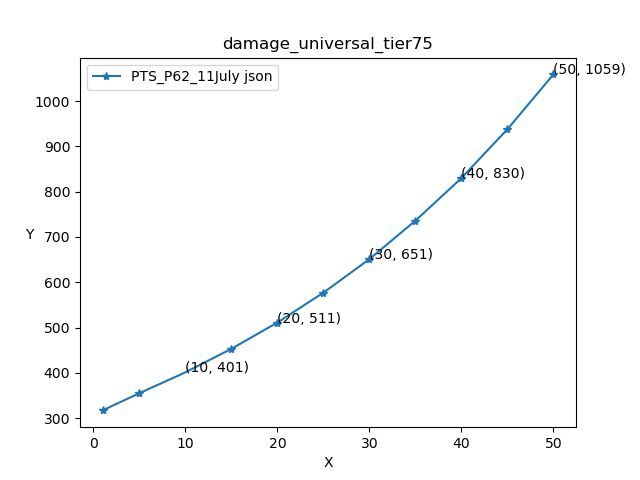 damage_universal_tier75
PTS_P62_11July json
(50, 1059)
(40, 830)
(30, 651)
(20, 511)
(10, 401)
Y
1000
900
800
700
600
500
400
300
0 10 20 30 40 50
X